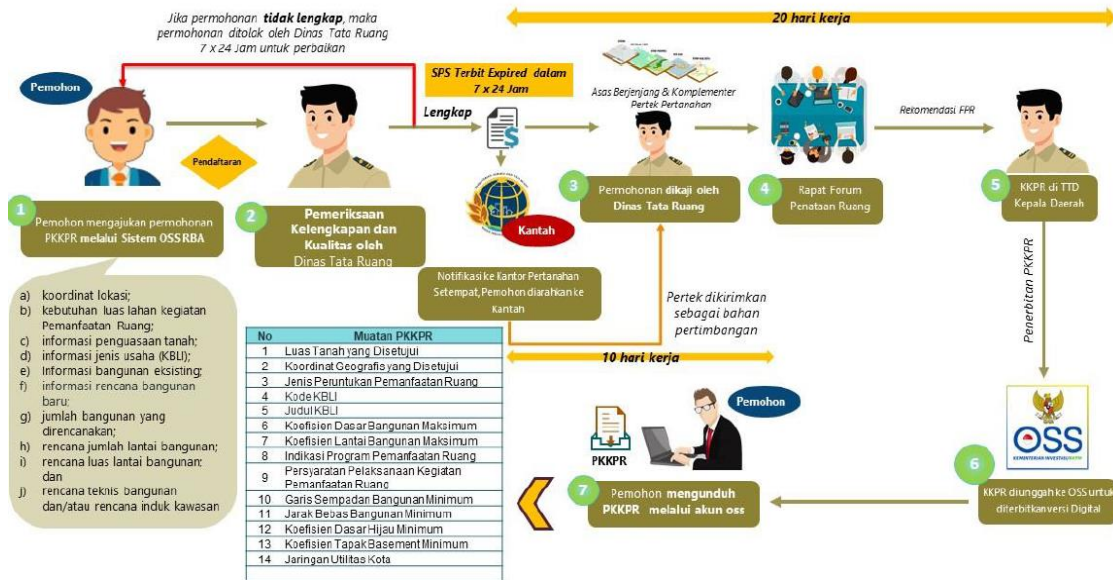 Jika permohonan tidak lengkap, maka
permohonan ditolok oleh Dinas Tata Ruang
7 x 24 Jam untuk perbaikan
20 hari kerja
Pemohon
SPS Terbit Expired dalam
7 x 24 Jam
Asas Berjenjang & Komplementer
Pertek Pertanahan
Lengkap
Rekomendasi FPR
Pendaftaran
1
Pemohon mengajukan permohonan
PKKPR melalui Sistem OSS RBA
2
Pemeriksaan
Kelengkapan dan
Kualitas oleh
Dinas Tata Ruang
Kantah
3
Permohonan dikaji oleh
Dinas Tata Ruang
4
Rapat Forum
Penataan Ruang
5
KKPR di TTD
Kepala Daerah
Notifikasi ke Kantor Pertanahan
Setempat, Pemohon diarahkan ke
Kantah
Pertek dikirimkan
sebagai bahan
pertimbangan
Penerbitan PKKPR
a) koordinat lokasi;
b) kebutuhan luas lahan kegiatan
Pemanfaatan Ruang;
c) informasi penguasaan tanah;
d) informasi jenis usaha (KBLI);
e) Informasi bangunan eksisting;
f) informasi rencana bangunan
baru;
g) jumlah bangunan yang
direncanakan;
h) rencana jumlah lantai bangunan;
i) rencana luas lantai bangunan;
dan
j) rencana teknis bangunan
dan/atau rencana induk kawasan
No Muatan PKKPR
1 Luas Tanah yang Disetujui
2 Koordinat Geografis yang Disetujui
3 Jenis Peruntukan Pemanfaatan Ruang
4 Kode KBLI
5 Judul KBLI
6 Koefisien Dasar Bangunan Maksimum
7 Koefisien Lantai Bangunan Maksimum
8 Indikasi Program Pemanfaatan Ruang
9 Persyaratan Pelaksanaan Kegiatan
Pemanfaatan Ruang
10 Garis Sempadan Bangunan Minimum
11 Jarak Bebas Bangunan Minimum
12 Koefisien Dasar Hijau Minimum
13 Koefisien Tapak Basement Minimum
14 Jaringan Utilitas Kota
10 hari kerja
Pemohon
PKKPR
7
Pemohon mengunduh
PKKPR melalui akun oss
OSS
KEMENTERIAN INVESTASI/BKPM
6
KKPR diunggah ke OSS untuk
diterbitkan versi Digital